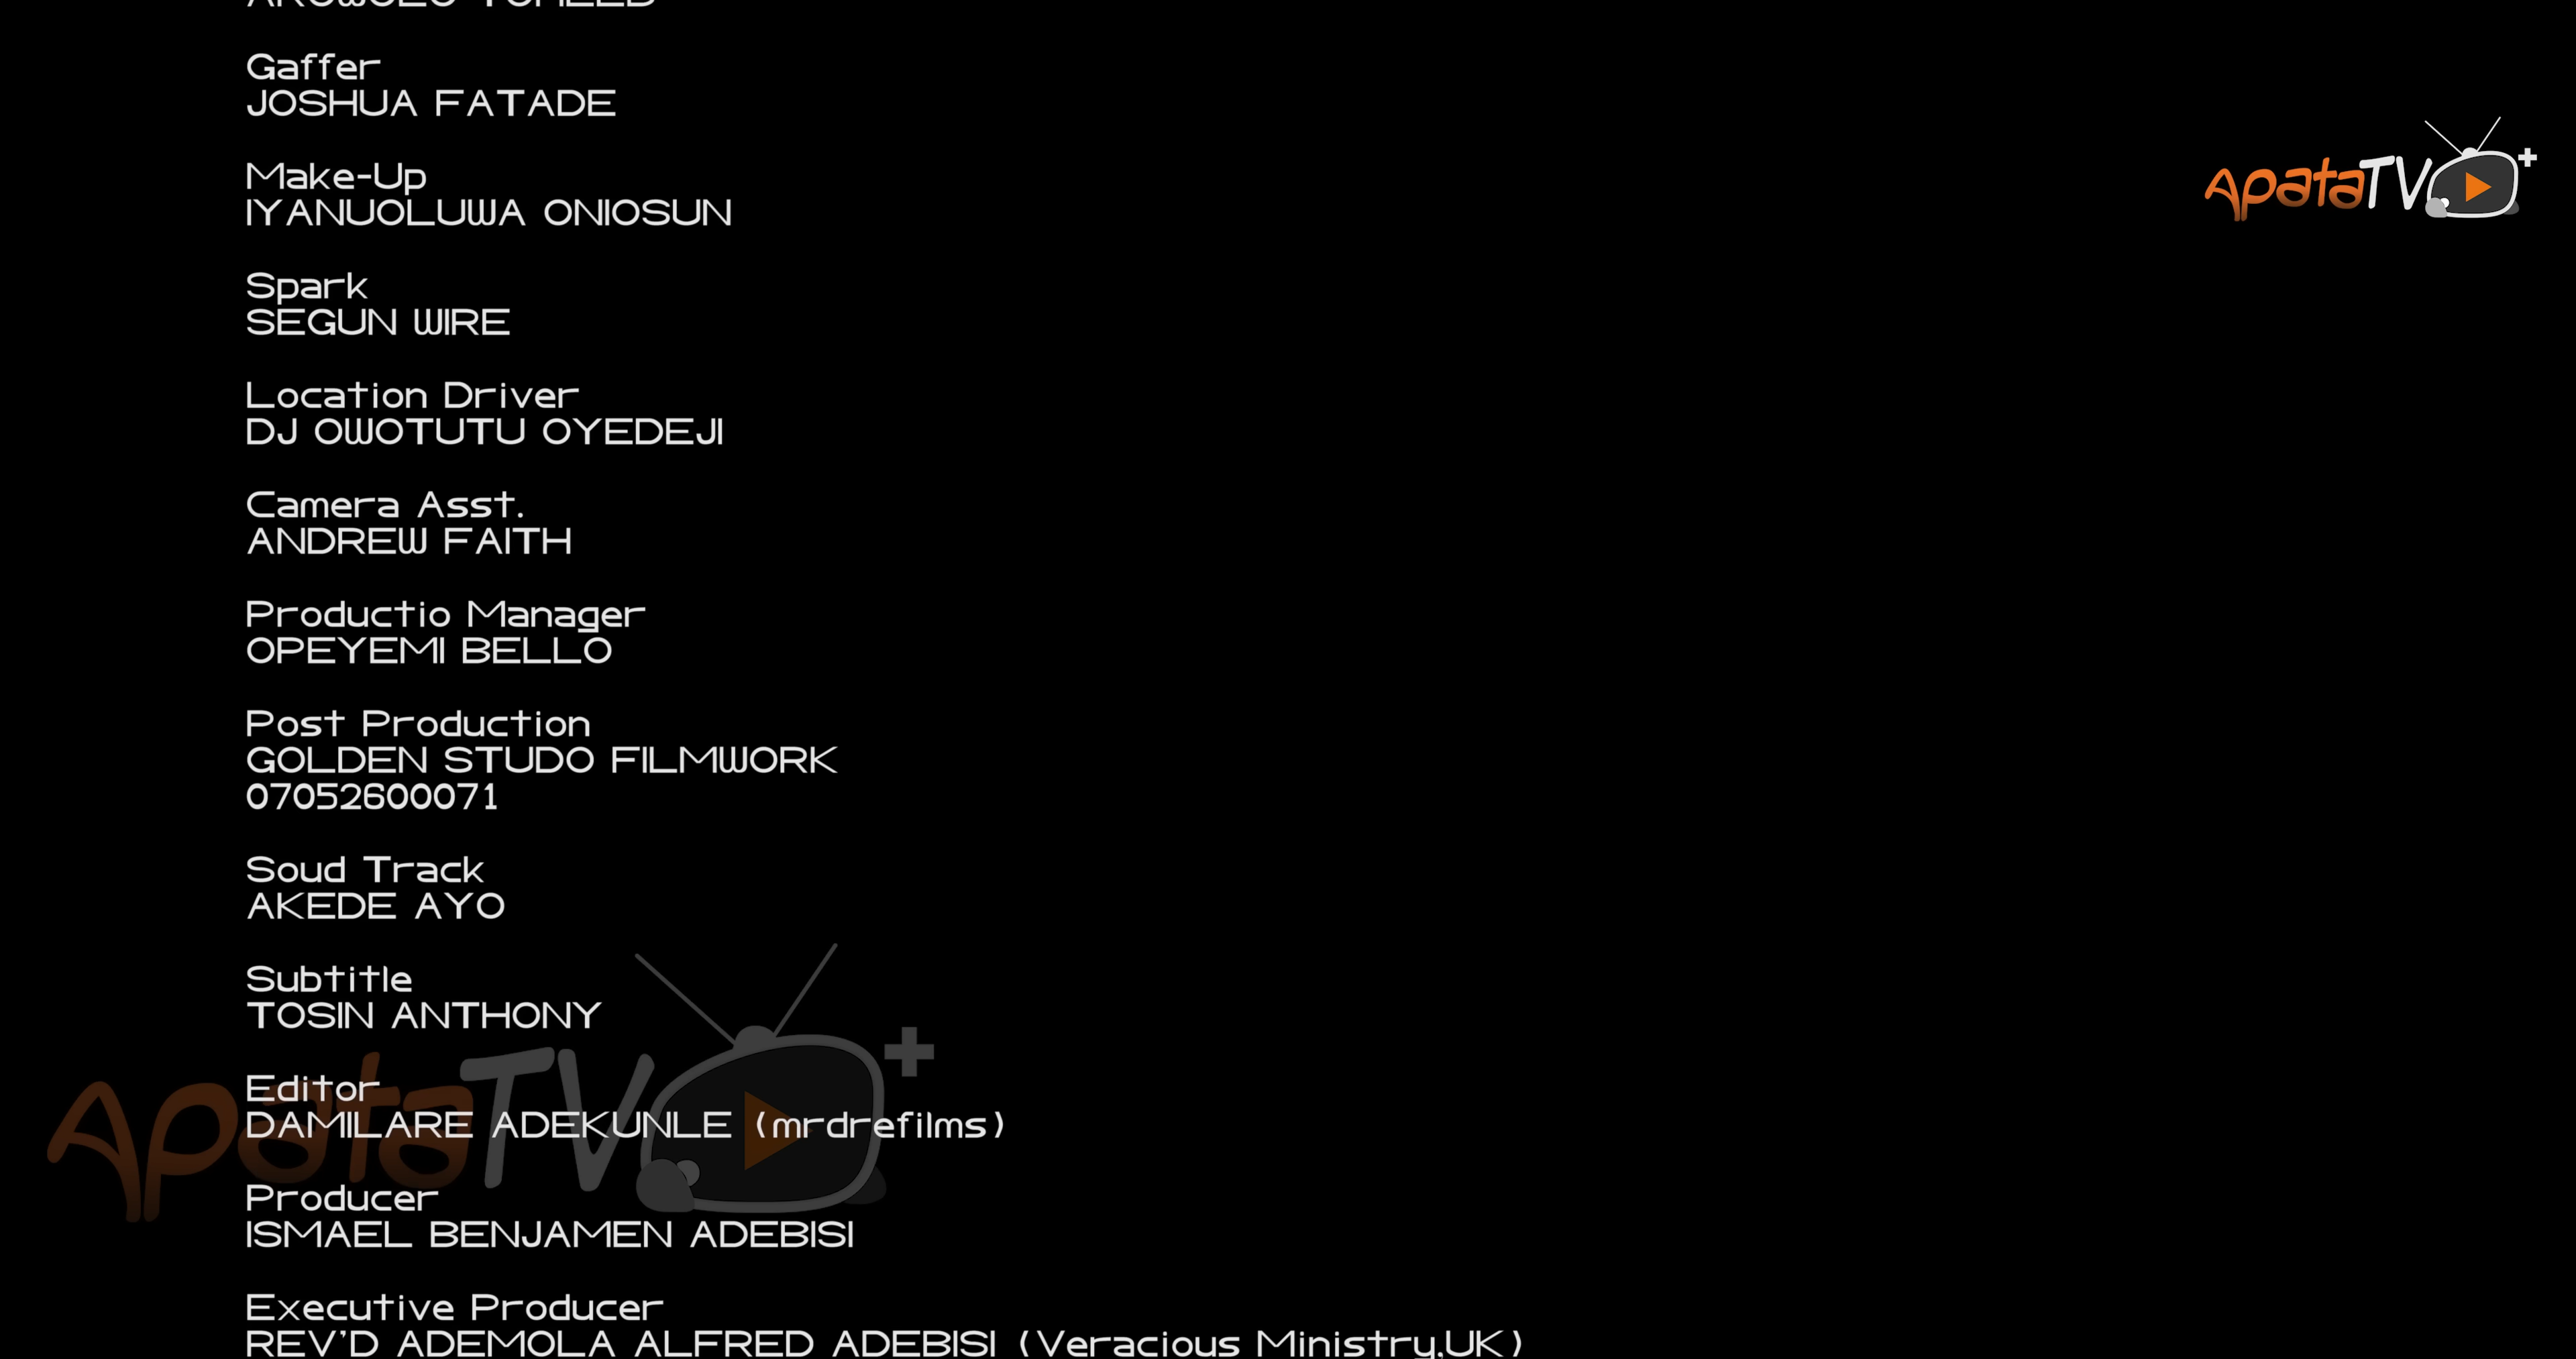 Gaffer
JOSHUA FATADE
ApataTV+
Make-Up
IYANUOLUWA ONIOSUN
Spark
SEGUN WIRE
Location Driver
DJ OWOTUTU OYEDEJI
Camera Asst.
ANDREW FAITH
Productio Manager
OPEYEMI BELLO
Post Production
GOLDEN STUDO FILMWORK
07052600071
Soud Track
AKEDE AYO
Subtitle
TOSIN ANTHONY
ApataTV+
Editor
DAMILARE ADEKUNLE (mrdrefilms)
Producer
ISMAEL BENJAMEN ADEBISI
Executive Producer
REV'D ADEMOLA ALFRED ADEBISI (Veracious Ministry,UK)